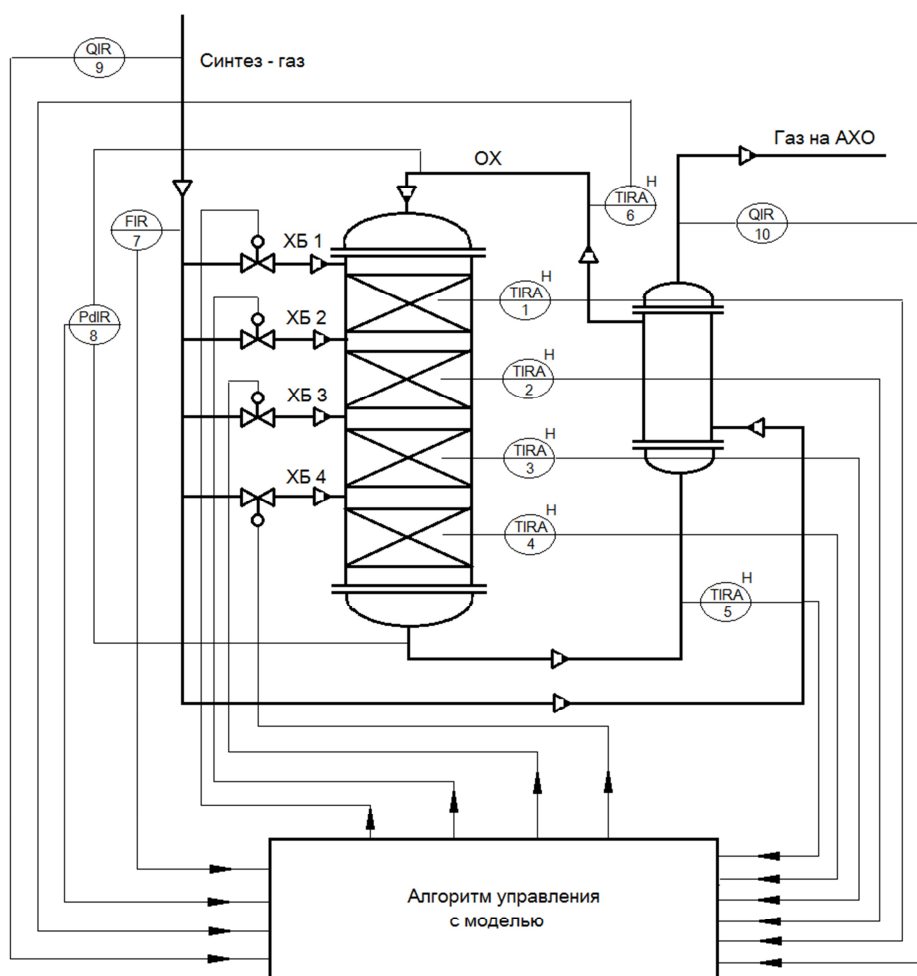 QIR
9
Синтез - газ
Газ на АХО
ОХ
H
TIRA
6
QIR
10
FIR
7
ХБ 1
H
TIRA
1
PdIR
8
ХБ 2
H
TIRA
2
ХБ 3
H
TIRA
3
ХБ 4
H
TIRA
4
H
TIRA
5
Алгоритм управления
с моделью